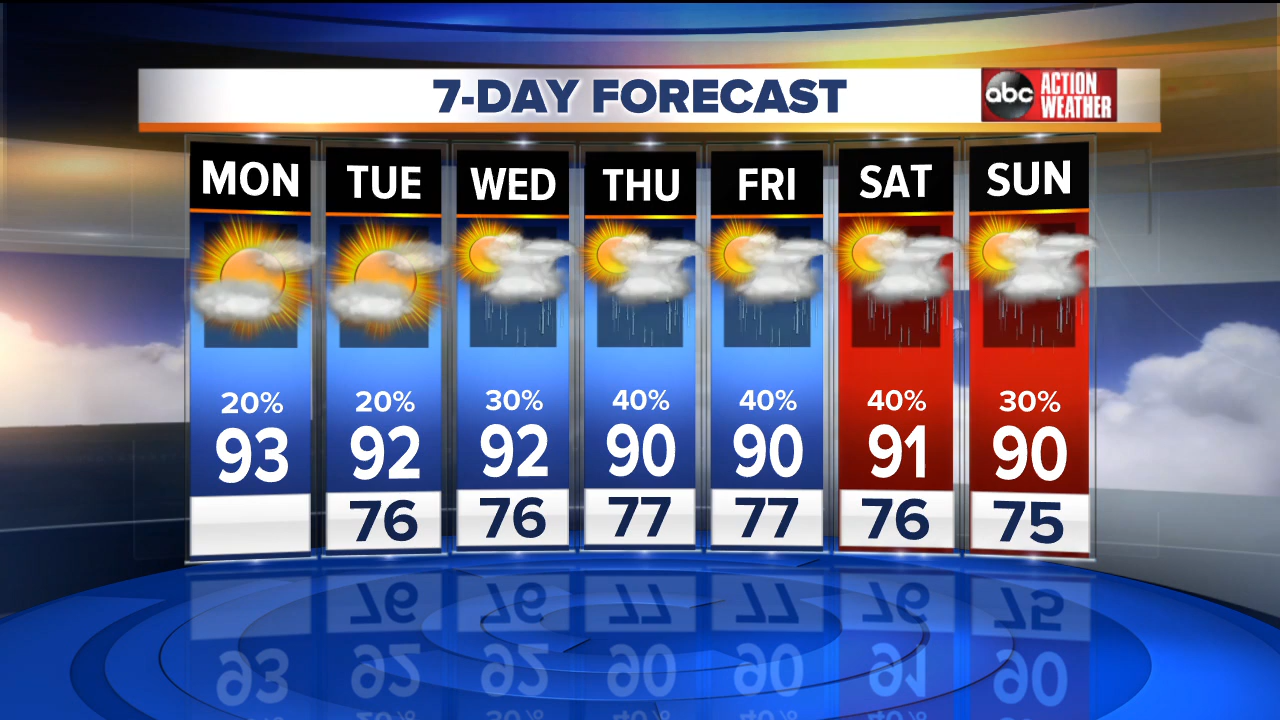 7-DAY FORECAST
abc ACTION
WEATHER
MON TUE WED THU FRI SAT SUN
20% 20% 30% 40% 40% 40% 30%
93 92 92 90 90 91 90
76 76 77 77 76 75